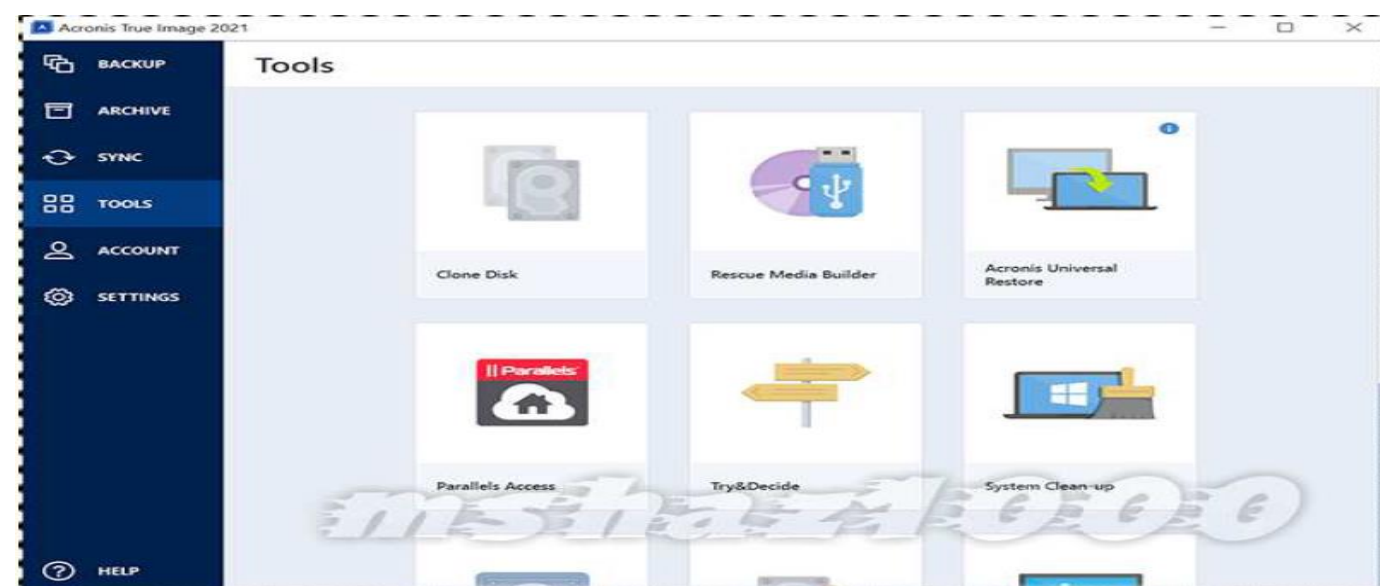 Acronis True Image 2021
BACKUP
Tools
ARCHIVE
SYNC
TOOLS
ACCOUNT
SETTINGS
Clone Disk
Rescue Media Builder
Acronis Universal
Restore
|| Parallels
Parallels Access
Try&Decide
System Clean-up
mshaz1000
HELP